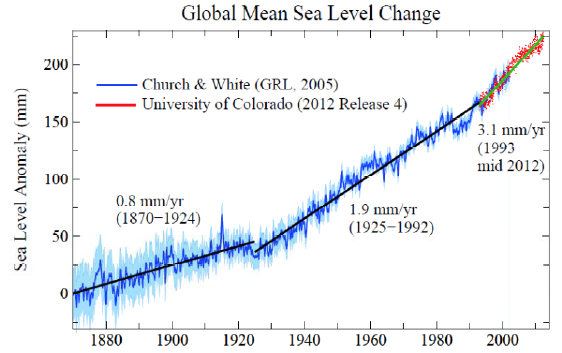 Global Mean Sea Level Change
Sea Level Anomaly (mm)
200
150
100
50
0
Church & White (GRL, 2005)
University of Colorado (2012 Release 4)
3.1 mm/yr
(1993
mid 2012)
0.8 mm/yr
(1870−1924)
1.9 mm/yr
(1925−1992)
1880 1900 1920 1940 1960 1980 2000